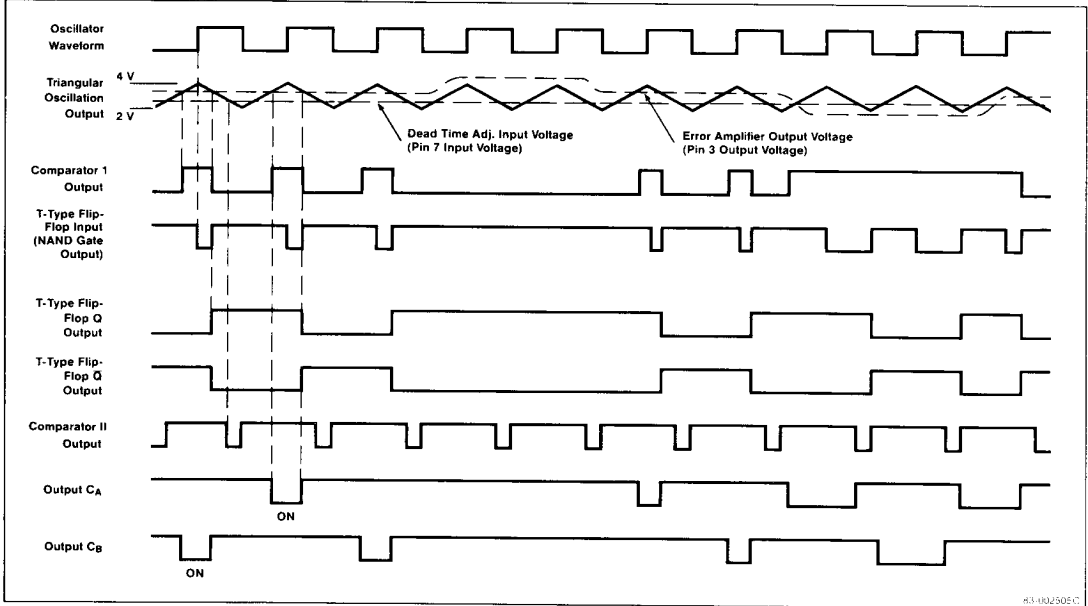 Oscillator
Waveform
Triangular
Oscillation
Output
4 V
2 V
Dead Time Adj. Input Voltage
(Pin 7 Input Voltage)
Error Amplifier Output Voltage
(Pin 3 Output Voltage)
Comparator 1
Output
T-Type Flip-
Flop Input
(NAND Gate
Output)
T-Type Flip-
Flop Q
Output
T-Type Flip-
Flop Q̄
Output
Comparator II
Output
Output CA
ON
Output CB
ON
83-002505C